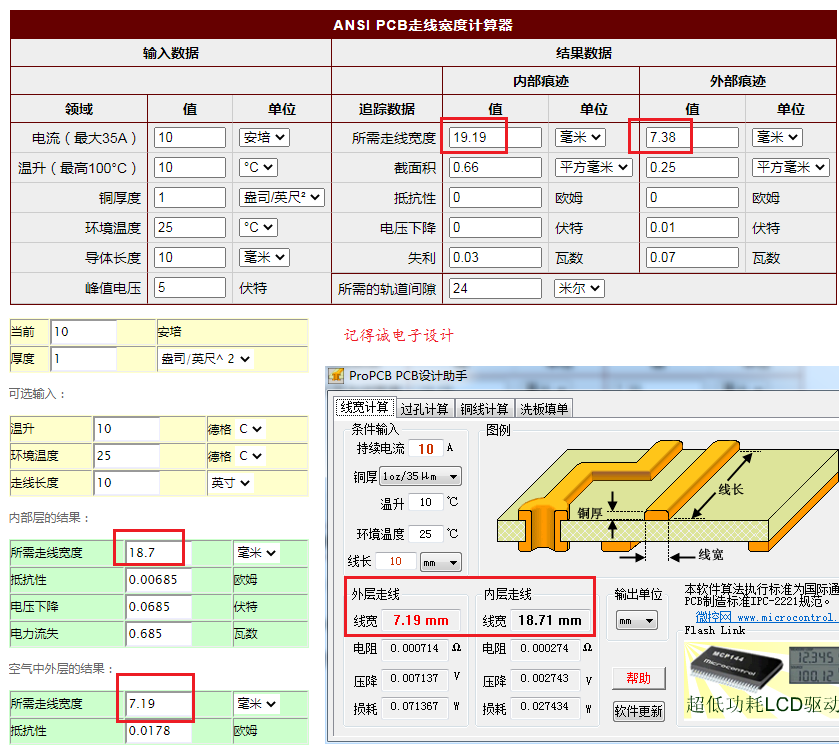 ANSI PCB走线宽度计算器
输入数据 结果数据
内部痕迹 外部痕迹
领域 值 单位 追踪数据 值 单位 值 单位
电流（最大35A） 10 安培 所需走线宽度 19.19 毫米 7.38 毫米
温升（最高100°C） 10 °C 截面积 0.66 平方毫米 0.25 平方毫米
铜厚度 1 盎司/英尺² 抵抗性 0 欧姆 0 欧姆
环境温度 25 °C 电压下降 0 伏特 0.01 伏特
导体长度 10 毫米 失利 0.03 瓦数 0.07 瓦数
峰值电压 5 伏特 所需的轨道间隙 24 米尔
当前 10 安培
厚度 1 盎司/英尺^ 2
可选输入：
温升 10 德格 C
环境温度 25 德格 C
走线长度 10 英寸
内部层的结果：
所需走线宽度 18.7 毫米
抵抗性 0.00685 欧姆
电压下降 0.0685 伏特
电力流失 0.685 瓦数
空气中外层的结果：
所需走线宽度 7.19 毫米
抵抗性 0.0178 欧姆
记得诚电子设计
ProPCB PCB设计助手
线宽计算 过孔计算 铜线计算 洗板填单
条件输入
持续电流 10 A
铜厚 1oz/35μm
温升 10 ℃
环境温度 25 ℃
线长 10 mm
图例
铜厚
线长
线宽
外层走线
线宽 7.19 mm
电阻 0.000714 Ω
压降 0.007137 V
损耗 0.071367 W
内层走线
线宽 18.71 mm
电阻 0.000274 Ω
压降 0.002743 V
损耗 0.027434 W
输出单位
mm
帮助
软件更新
本软件算法执行标准为国际通
PCB制造标准IPC-2221规范。
微控网 www.microcontrol.
Flash Link
MCP144
Microcontrol
12.345
100.12
超低功耗LCD驱动